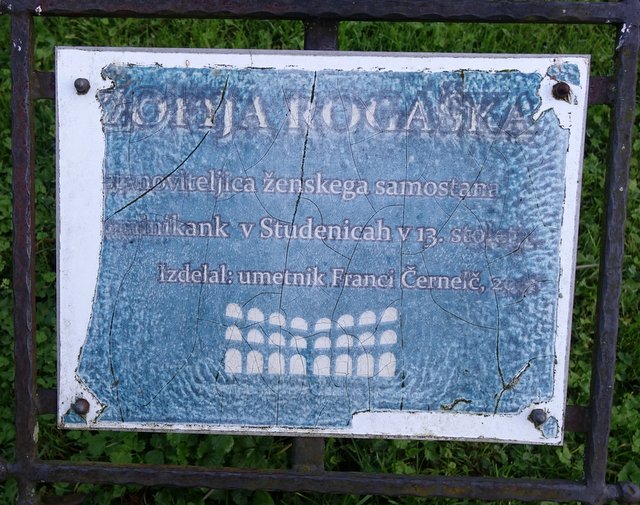 ZOFIJA ROGAŠKA
ustanoviteljica ženskega samostana
dominikank v Studenicah v 13. stoletju
Izdelal: umetnik Franci Černelč,